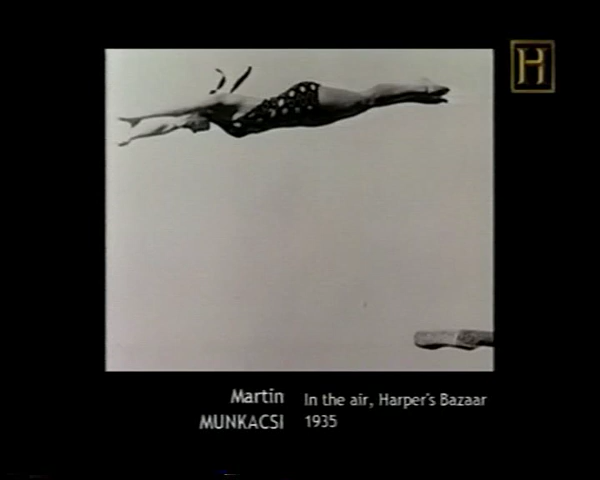 H
Martin
MUNKACSI
In the air, Harper's Bazaar
1935